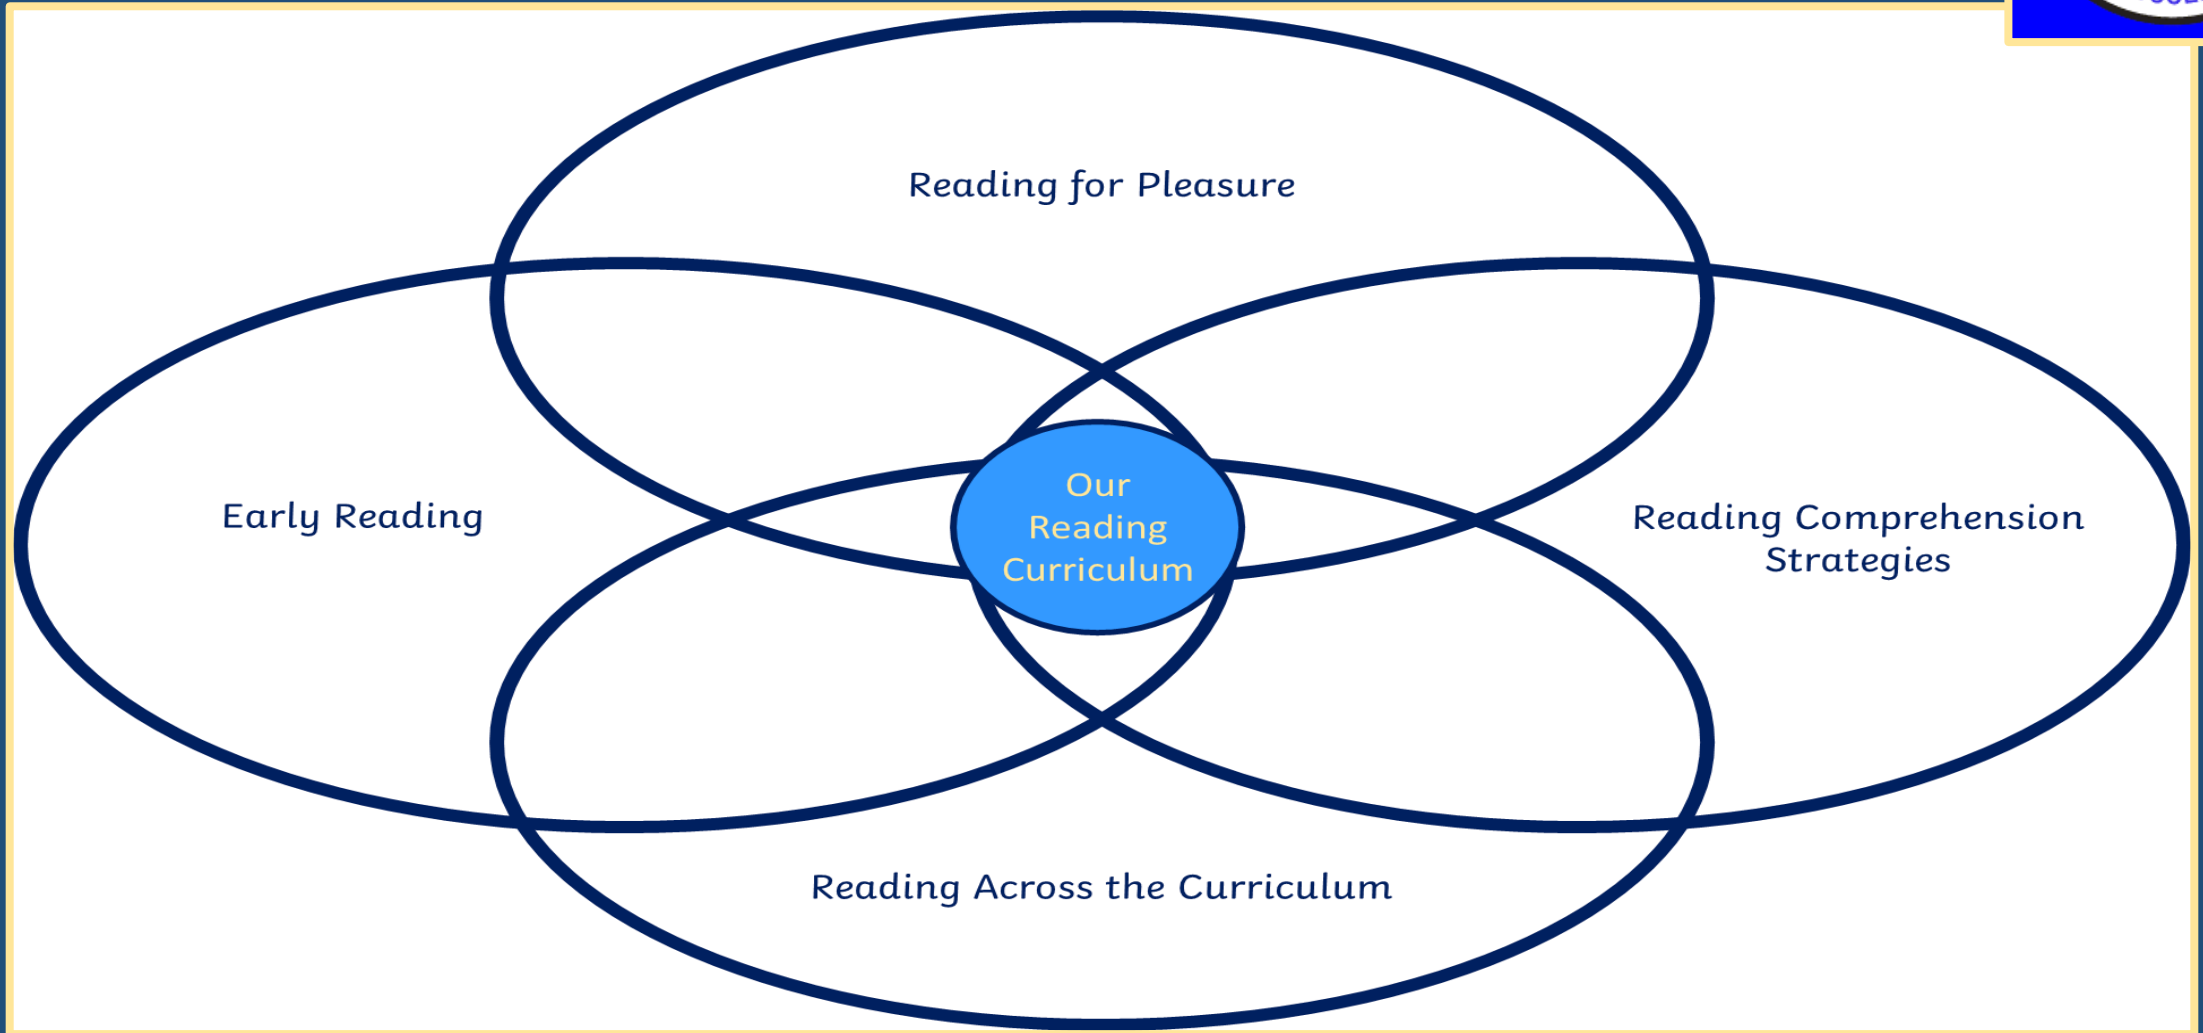 Reading for Pleasure
Early Reading
Our
Reading
Curriculum
Reading Comprehension
Strategies
Reading Across the Curriculum